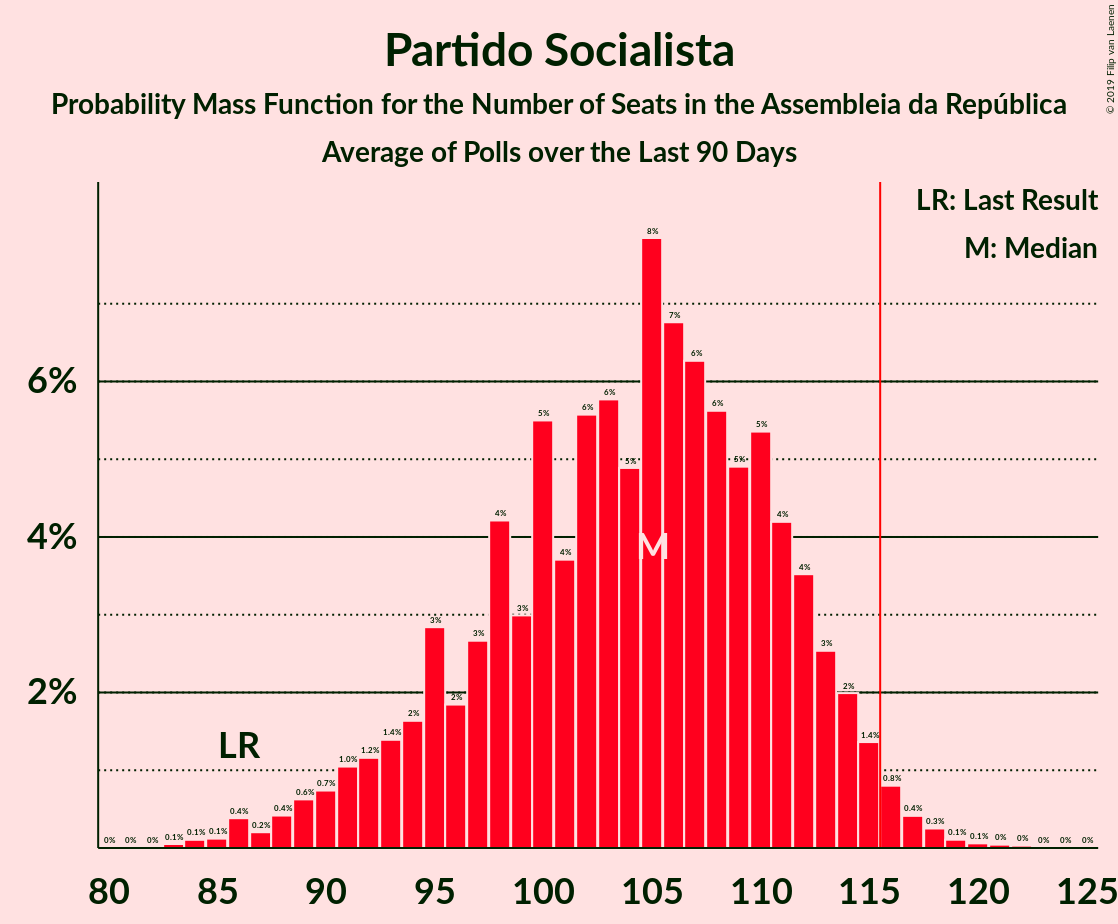 Partido Socialista
Probability Mass Function for the Number of Seats in the Assembleia da República
Average of Polls over the Last 90 Days
© 2019 Filip van Laenen
LR: Last Result
M: Median
6%
4%
2%
LR
M
0% 0% 0% 0.1% 0.1% 0.1% 0.4% 0.2% 0.4% 0.6% 0.7% 1.0% 1.2% 1.4% 2% 3% 2% 3% 4% 3% 5% 4% 6% 6% 5% 8% 7% 6% 6% 5% 5% 4% 4% 3% 2% 1.4% 0.8% 0.4% 0.3% 0.1% 0.1% 0% 0% 0% 0% 0%
80 85 90 95 100 105 110 115 120 125